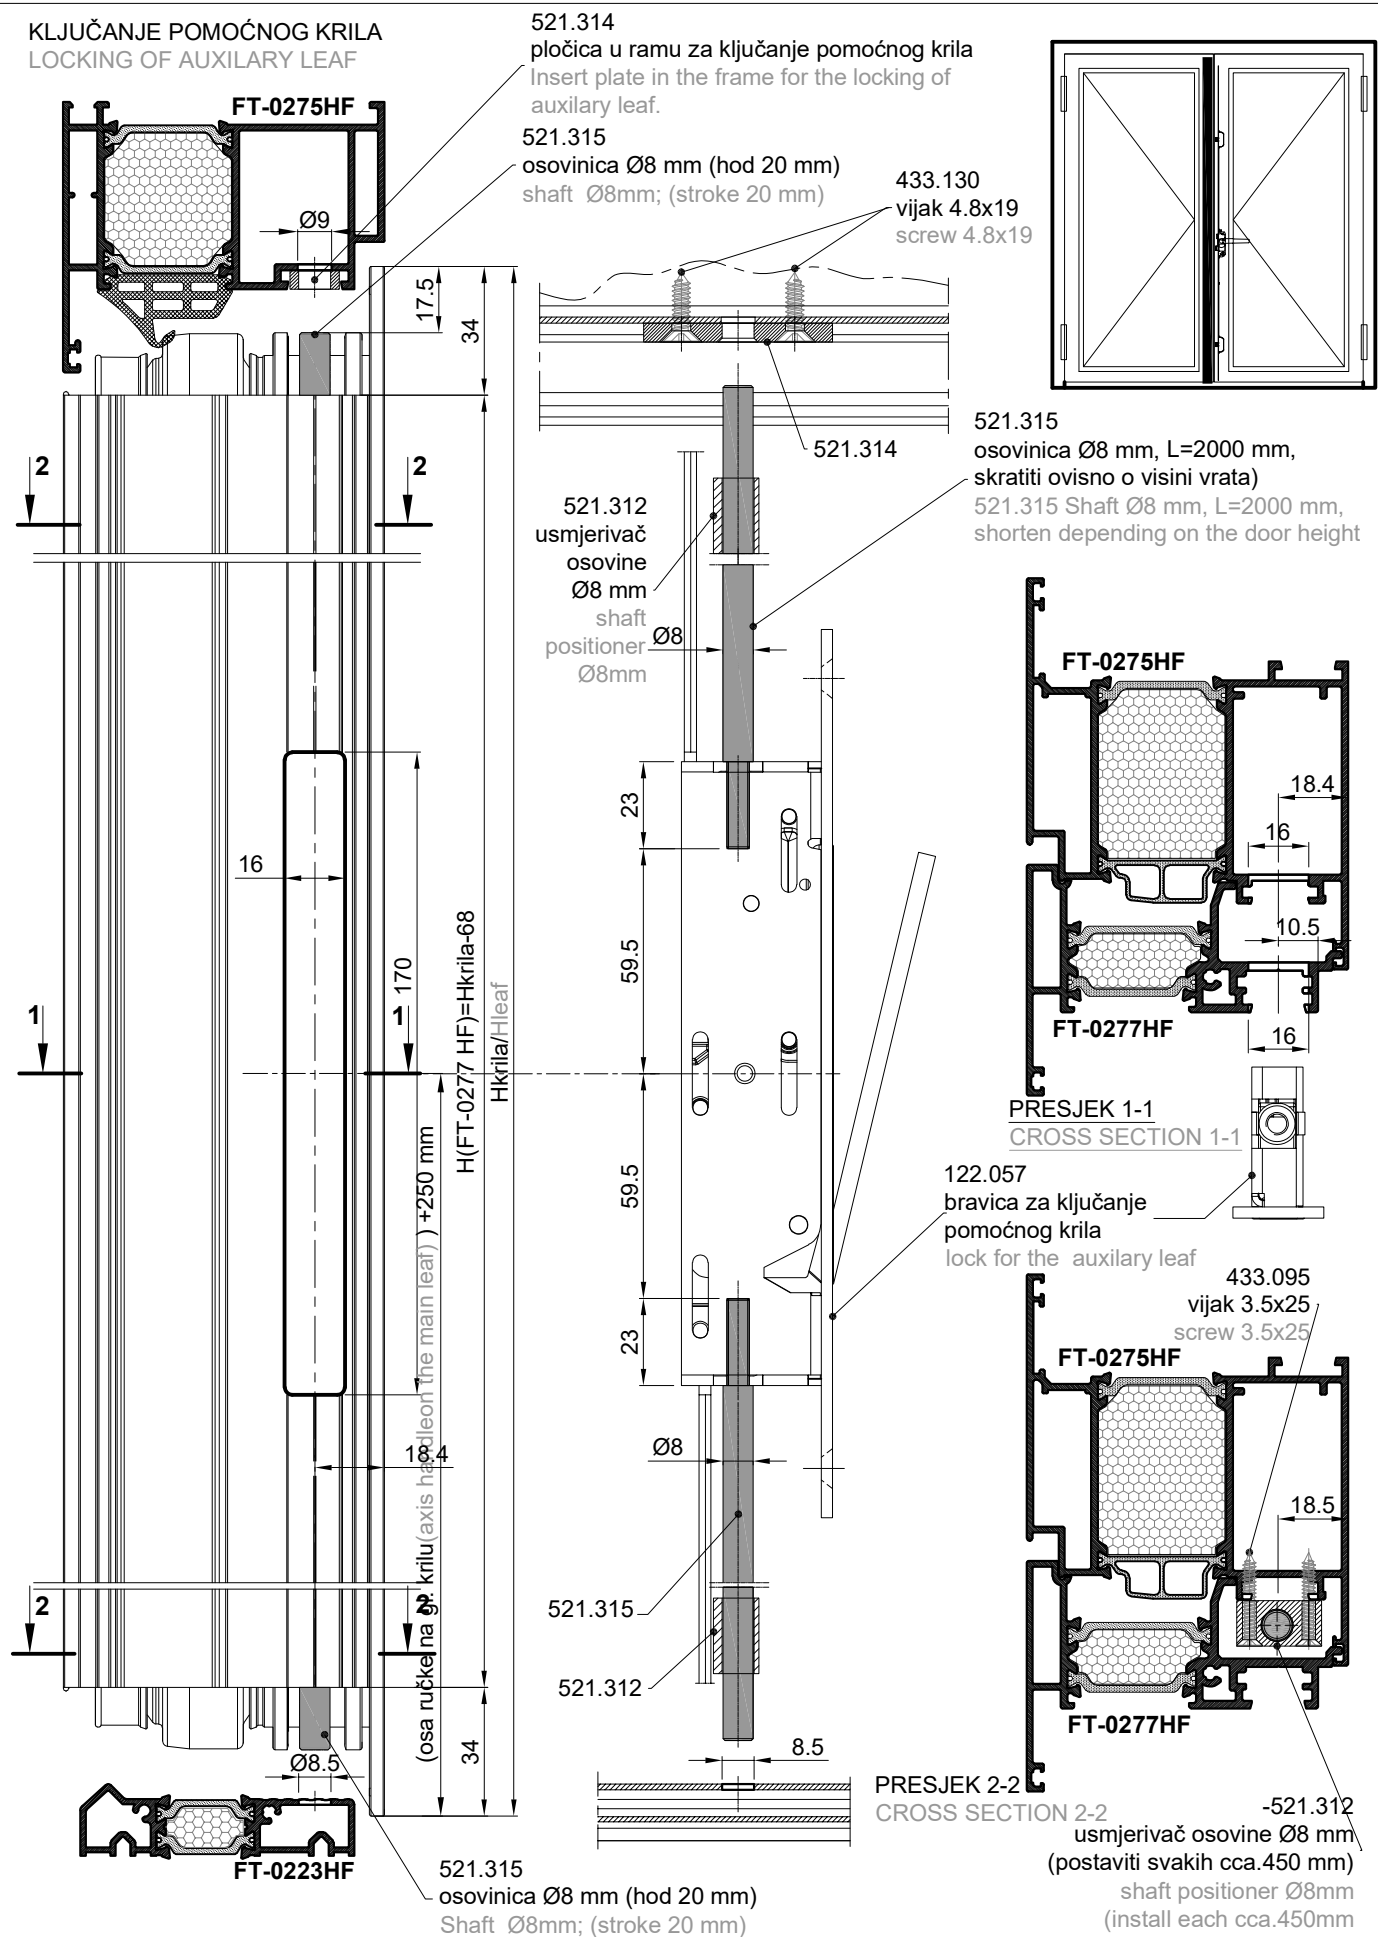 KLJUČANJE POMOĆNOG KRILA
LOCKING OF AUXILARY LEAF
521.314
pločica u ramu za ključanje pomoćnog krila
Insert plate in the frame for the locking of
auxilary leaf.
FT-0275HF
521.315
osovinica Ø8 mm (hod 20 mm)
shaft Ø8mm; (stroke 20 mm)
433.130
vijak 4.8x19
screw 4.8x19
Ø9
17.5
34
521.314
521.315
osovinica Ø8 mm, L=2000 mm,
skratiti ovisno o visini vrata)
521.315 Shaft Ø8 mm, L=2000 mm,
shorten depending on the door height
2
2
521.312
usmjerivač
osovine
Ø8 mm
shaft
positioner
Ø8mm
Ø8
FT-0275HF
18.4
16
10.5
16
FT-0277HF
PRESJEK 1-1
CROSS SECTION 1-1
23
59.5
59.5
23
16
170
1
1
H(FT-0277 HF)=Hkrila-68
Hkrila/Hleaf
(osa ručke na gl. krilu(axis handleon the main leaf) ) +250 mm
18.4
122.057
bravica za ključanje
pomoćnog krila
lock for the auxilary leaf
433.095
vijak 3.5x25
screw 3.5x25
FT-0275HF
18.5
FT-0277HF
Ø8
521.315
521.312
2
2
34
Ø8.5
8.5
PRESJEK 2-2
CROSS SECTION 2-2
-521.312
usmjerivač osovine Ø8 mm
(postaviti svakih cca.450 mm)
shaft positioner Ø8mm
(install each cca.450mm
FT-0223HF
521.315
osovinica Ø8 mm (hod 20 mm)
Shaft Ø8mm; (stroke 20 mm)